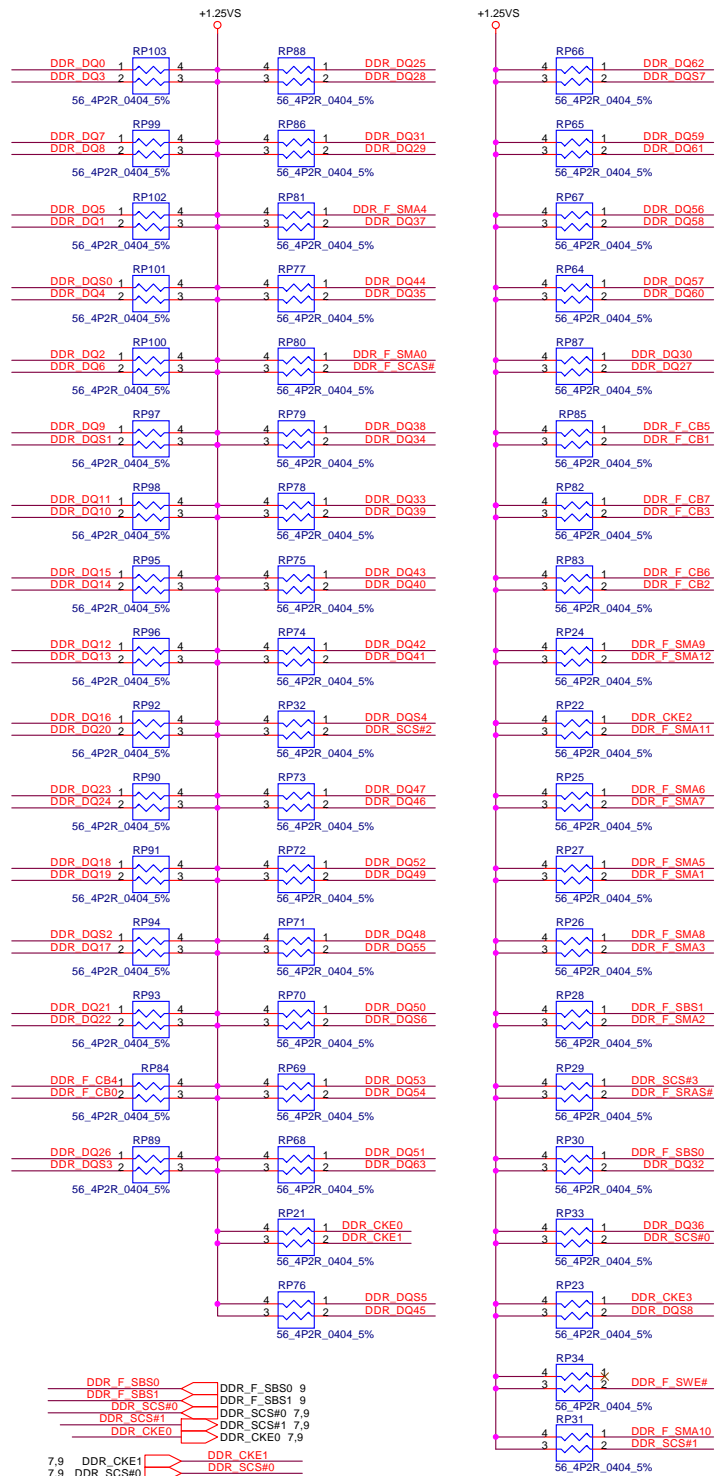 +1.25VS +1.25VS
RP103 RP88 RP66
DDR_DQ0 1 4 4 1 DDR_DQ25 4 1 DDR_DQ62
DDR_DQ3 2 3 3 2 DDR_DQ28 3 2 DDR_DQS7
56_4P2R_0404_5% 56_4P2R_0404_5% 56_4P2R_0404_5%
RP99 RP86 RP65
DDR_DQ7 1 4 4 1 DDR_DQ31 4 1 DDR_DQ59
DDR_DQ8 2 3 3 2 DDR_DQ29 3 2 DDR_DQ61
56_4P2R_0404_5% 56_4P2R_0404_5% 56_4P2R_0404_5%
RP102 RP81 RP67
DDR_DQ5 1 4 4 1 DDR_F_SMA4 4 1 DDR_DQ56
DDR_DQ1 2 3 3 2 DDR_DQ37 3 2 DDR_DQ58
56_4P2R_0404_5% 56_4P2R_0404_5% 56_4P2R_0404_5%
RP101 RP77 RP64
DDR_DQS0 1 4 4 1 DDR_DQ44 4 1 DDR_DQ57
DDR_DQ4 2 3 3 2 DDR_DQ35 3 2 DDR_DQ60
56_4P2R_0404_5% 56_4P2R_0404_5% 56_4P2R_0404_5%
RP100 RP80 RP87
DDR_DQ2 1 4 4 1 DDR_F_SMA0 4 1 DDR_DQ30
DDR_DQ6 2 3 3 2 DDR_F_SCAS# 3 2 DDR_DQ27
56_4P2R_0404_5% 56_4P2R_0404_5% 56_4P2R_0404_5%
RP97 RP79 RP85
DDR_DQ9 1 4 4 1 DDR_DQ38 4 1 DDR_F_CB5
DDR_DQS1 2 3 3 2 DDR_DQ34 3 2 DDR_F_CB1
56_4P2R_0404_5% 56_4P2R_0404_5% 56_4P2R_0404_5%
RP98 RP78 RP82
DDR_DQ11 1 4 4 1 DDR_DQ33 4 1 DDR_F_CB7
DDR_DQ10 2 3 3 2 DDR_DQ39 3 2 DDR_F_CB3
56_4P2R_0404_5% 56_4P2R_0404_5% 56_4P2R_0404_5%
RP95 RP75 RP83
DDR_DQ15 1 4 4 1 DDR_DQ43 4 1 DDR_F_CB6
DDR_DQ14 2 3 3 2 DDR_DQ40 3 2 DDR_F_CB2
56_4P2R_0404_5% 56_4P2R_0404_5% 56_4P2R_0404_5%
RP96 RP74 RP24
DDR_DQ12 1 4 4 1 DDR_DQ42 4 1 DDR_F_SMA9
DDR_DQ13 2 3 3 2 DDR_DQ41 3 2 DDR_F_SMA12
56_4P2R_0404_5% 56_4P2R_0404_5% 56_4P2R_0404_5%
RP92 RP32 RP22
DDR_DQ16 1 4 4 1 DDR_DQS4 4 1 DDR_CKE2
DDR_DQ20 2 3 3 2 DDR_SCS#2 3 2 DDR_F_SMA11
56_4P2R_0404_5% 56_4P2R_0404_5% 56_4P2R_0404_5%
RP90 RP73 RP25
DDR_DQ23 1 4 4 1 DDR_DQ47 4 1 DDR_F_SMA6
DDR_DQ24 2 3 3 2 DDR_DQ46 3 2 DDR_F_SMA7
56_4P2R_0404_5% 56_4P2R_0404_5% 56_4P2R_0404_5%
RP91 RP72 RP27
DDR_DQ18 1 4 4 1 DDR_DQ52 4 1 DDR_F_SMA5
DDR_DQ19 2 3 3 2 DDR_DQ49 3 2 DDR_F_SMA1
56_4P2R_0404_5% 56_4P2R_0404_5% 56_4P2R_0404_5%
RP94 RP71 RP26
DDR_DQS2 1 4 4 1 DDR_DQ48 4 1 DDR_F_SMA8
DDR_DQ17 2 3 3 2 DDR_DQ55 3 2 DDR_F_SMA3
56_4P2R_0404_5% 56_4P2R_0404_5% 56_4P2R_0404_5%
RP93 RP70 RP28
DDR_DQ21 1 4 4 1 DDR_DQ50 4 1 DDR_F_SBS1
DDR_DQ22 2 3 3 2 DDR_DQS6 3 2 DDR_F_SMA2
56_4P2R_0404_5% 56_4P2R_0404_5% 56_4P2R_0404_5%
RP84 RP69 RP29
DDR_F_CB4 1 4 4 1 DDR_DQ53 4 1 DDR_SCS#3
DDR_F_CB0 2 3 3 2 DDR_DQ54 3 2 DDR_F_SRAS#
56_4P2R_0404_5% 56_4P2R_0404_5% 56_4P2R_0404_5%
RP89 RP68 RP30
DDR_DQ26 1 4 4 1 DDR_DQ51 4 1 DDR_F_SBS0
DDR_DQS3 2 3 3 2 DDR_DQ63 3 2 DDR_DQ32
56_4P2R_0404_5% 56_4P2R_0404_5% 56_4P2R_0404_5%
RP21 RP33
4 1 DDR_CKE0 4 1 DDR_DQ36
3 2 DDR_CKE1 3 2 DDR_SCS#0
56_4P2R_0404_5% 56_4P2R_0404_5%
RP76 RP23
4 1 DDR_DQS5 4 1 DDR_CKE3
3 2 DDR_DQ45 3 2 DDR_DQS8
56_4P2R_0404_5% 56_4P2R_0404_5%
RP34
4 1
3 2 DDR_F_SWE#
56_4P2R_0404_5%
RP31
4 1 DDR_F_SMA10
3 2 DDR_SCS#1
56_4P2R_0404_5%
DDR_F_SBS0 DDR_F_SBS0 9
DDR_F_SBS1 DDR_F_SBS1 9
DDR_SCS#0 DDR_SCS#0 7,9
DDR_SCS#1 DDR_SCS#1 7,9
DDR_CKE0 DDR_CKE0 7,9
7,9 DDR_CKE1 DDR_CKE1
7,9 DDR_SCS#0 DDR_SCS#0